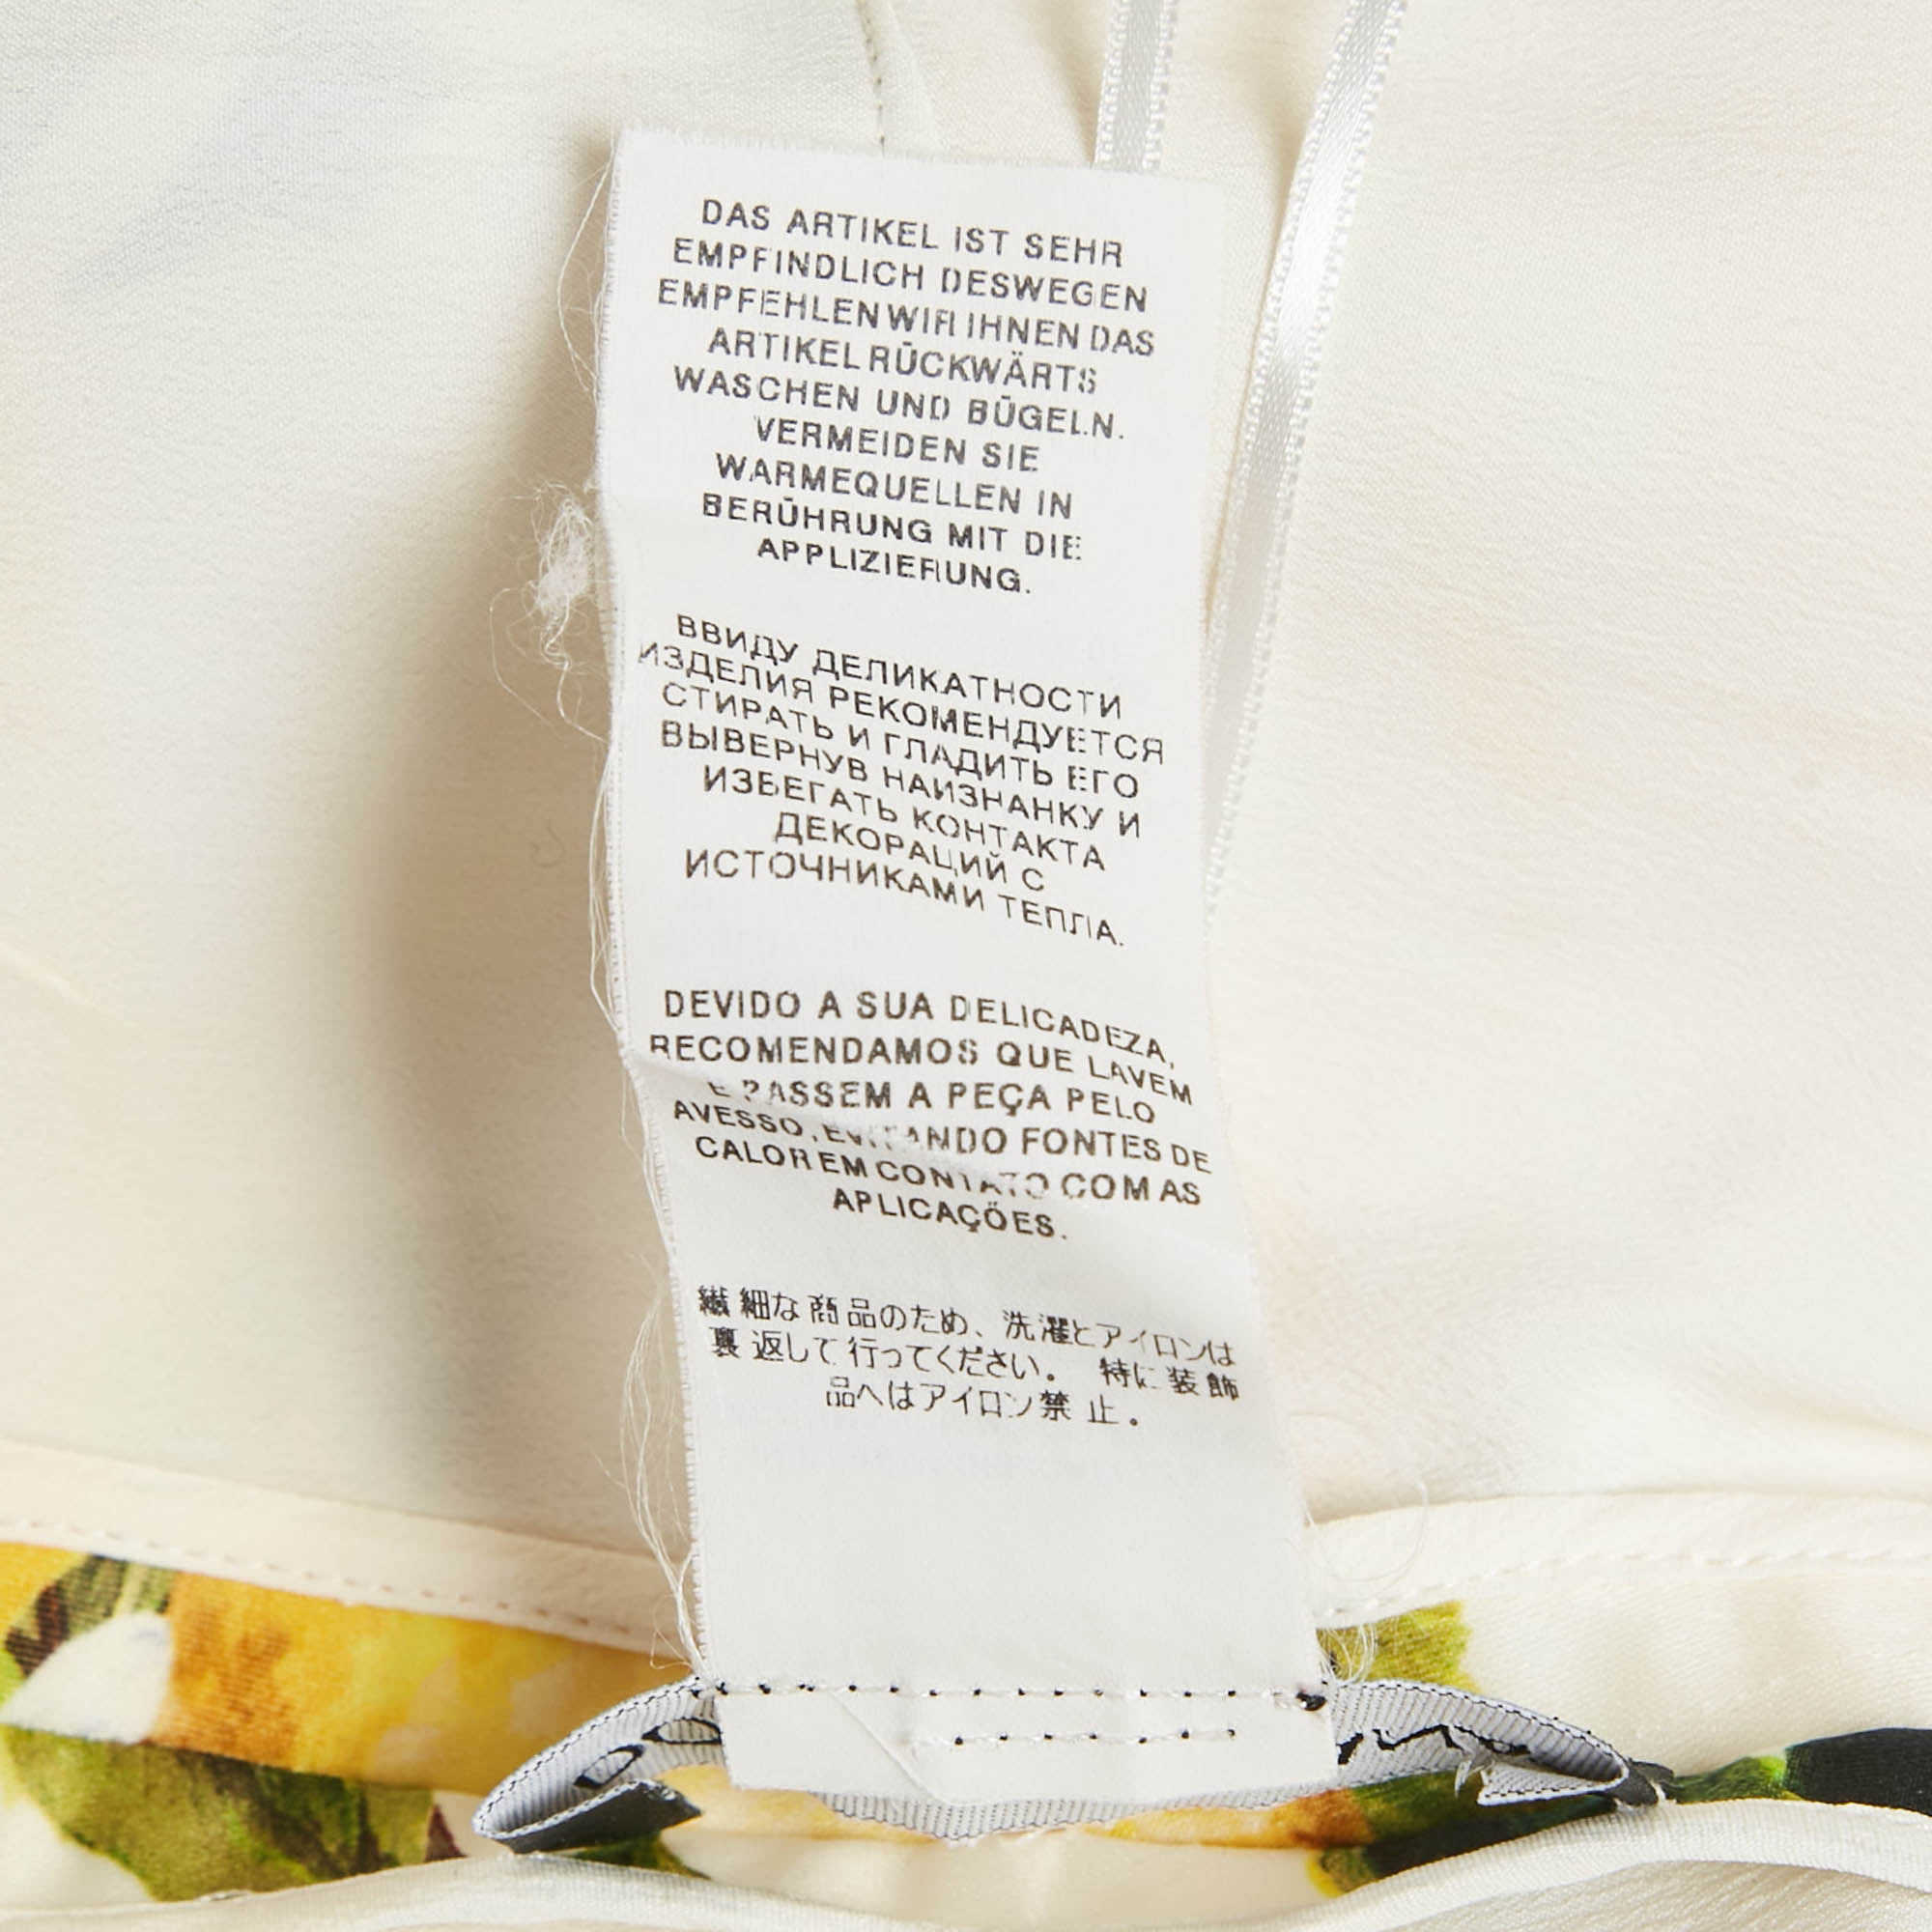 DAS ARTIKEL IST SEHR
EMPFINDLICH DESWEGEN
EMPFEHLEN WIR IHNEN DAS
ARTIKEL RÜCKWÄRTS
WASCHEN UND BÜGELN.
VERMEIDEN SIE
WARMEQUELLEN IN
BERÜHRUNG MIT DIE
APPLIZIERUNG.
ВВИДУ ДЕЛИКАТНОСТИ
ИЗДЕЛИЯ РЕКОМЕНДУЕТСЯ
СТИРАТЬ И ГЛАДИТЬ ЕГО
ВЫВЕРНУВ НАИЗНАНКУ И
ИЗБЕГАТЬ КОНТАКТА
ДЕКОРАЦИЙ С
ИСТОЧНИКАМИ ТЕПЛА.
DEVIDO A SUA DELICADEZA,
RECOMENDAMOS QUE LAVEM
E PASSEM A PEÇA PELO
AVESSO, EVITANDO FONTES DE
CALOR EM CONTATO COM AS
APLICAÇÕES.
繊細な商品のため、洗濯とアイロンは
裏返して行ってください。 特に装飾
品へはアイロン禁止。